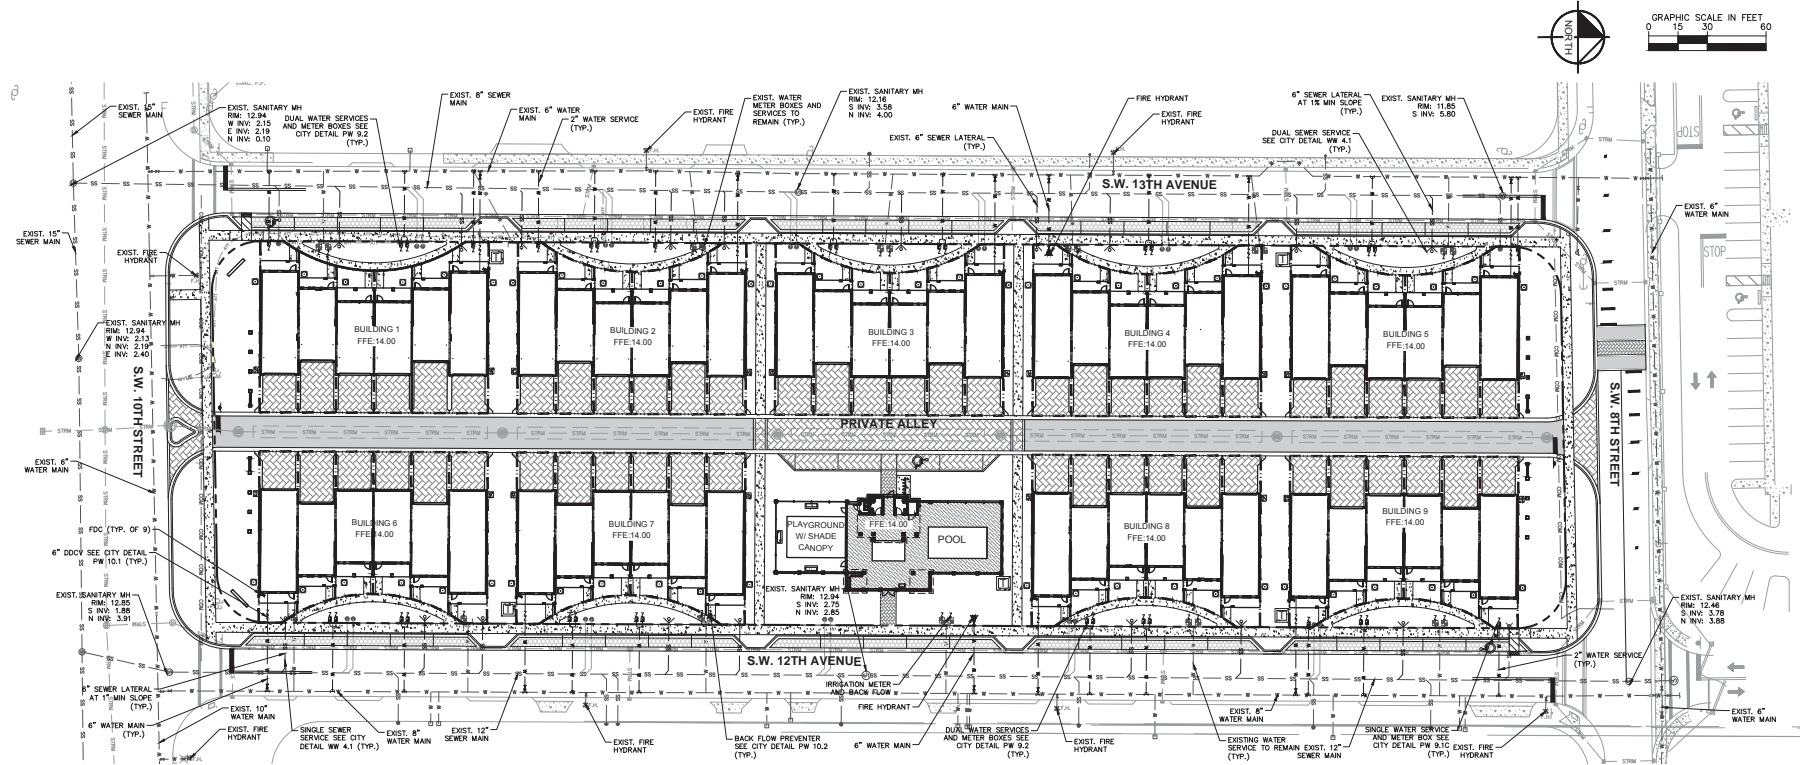 NORTH
GRAPHIC SCALE IN FEET
0 15 30 60
EXIST. 15"
SEWER MAIN
EXIST. SANITARY MH
RIM: 12.94
W INV: 2.15
E INV: 2.19
N INV: 0.10
DUAL WATER SERVICES
AND METER BOXES SEE
CITY DETAIL PW 9.2
(TYP.)
EXIST. 8" SEWER
MAIN
EXIST. 6" WATER
MAIN
2" WATER SERVICE
(TYP.)
EXIST. FIRE
HYDRANT
EXIST. WATER
METER BOXES AND
SERVICES TO
REMAIN (TYP.)
EXIST. SANITARY MH
RIM: 12.16
S INV: 3.58
N INV: 4.00
EXIST. 6" SEWER LATERAL
(TYP.)
6" WATER MAIN
FIRE HYDRANT
EXIST. FIRE
HYDRANT
6" SEWER LATERAL
AT 1% MIN SLOPE
(TYP.)
DUAL SEWER SERVICE
SEE CITY DETAIL WW 4.1
(TYP.)
EXIST. SANITARY MH
RIM: 11.85
S INV: 5.80
STOP
S.W. 13TH AVENUE
EXIST. 6"
WATER MAIN
STOP
EXIST. 15"
SEWER MAIN
EXIST. FIRE
HYDRANT
EXIST. SANITARY MH
RIM: 12.94
W INV: 2.13
N INV: 2.19
E INV: 2.40
BUILDING 1
FFE:14.00
BUILDING 2
FFE:14.00
BUILDING 3
FFE:14.00
BUILDING 4
FFE:14.00
BUILDING 5
FFE:14.00
S.W. 10TH STREET
PRIVATE ALLEY
S.W. 8TH STREET
EXIST. 6"
WATER MAIN
FDC (TYP. OF 9)
6" DDCV SEE CITY DETAIL
PW 10.1 (TYP.)
EXIST. SANITARY MH
RIM: 12.85
S INV: 1.88
N INV: 3.91
BUILDING 6
FFE:14.00
BUILDING 7
FFE:14.00
PLAYGROUND
W/ SHADE
CANOPY
FFE:14.00
POOL
BUILDING 8
FFE:14.00
BUILDING 9
FFE:14.00
EXIST. SANITARY MH
RIM: 12.94
S INV: 2.75
N INV: 2.85
EXIST. SANITARY MH
RIM: 12.46
S INV: 3.78
N INV: 3.88
S.W. 12TH AVENUE
2" WATER SERVICE
(TYP.)
6" SEWER LATERAL
AT 1" MIN SLOPE
(TYP.)
6" WATER MAIN
(TYP.)
EXIST. 10"
WATER MAIN
EXIST. FIRE
HYDRANT
SINGLE SEWER
SERVICE SEE CITY
DETAIL WW 4.1 (TYP.)
EXIST. 8"
WATER MAIN
EXIST. 12"
SEWER MAIN
EXIST. FIRE
HYDRANT
BACK FLOW PREVENTER
SEE CITY DETAIL PW 10.2
(TYP.)
IRRIGATION METER
AND BACK FLOW
FIRE HYDRANT
6" WATER MAIN
DUAL WATER SERVICES
AND METER BOXES SEE
CITY DETAIL PW 9.2
(TYP.)
EXIST. FIRE
HYDRANT
EXIST. 8"
WATER MAIN
EXISTING WATER
SERVICE TO REMAIN
(TYP.)
EXIST. 12"
SEWER MAIN
SINGLE WATER SERVICE
AND METER BOX SEE
CITY DETAIL PW 9.1C
(TYP.)
EXIST. FIRE
HYDRANT
EXIST. 6"
WATER MAIN